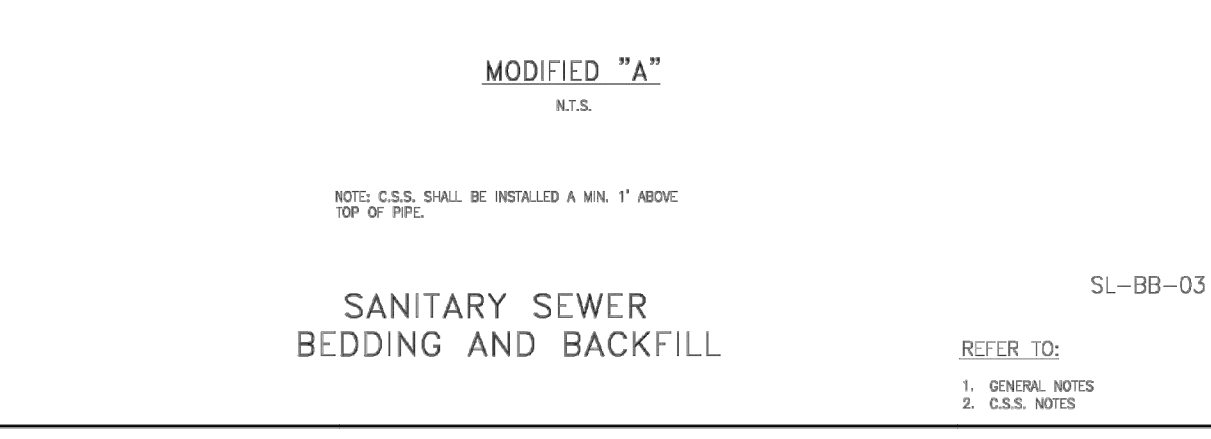 MODIFIED "A"
N.T.S.
NOTE: C.S.S. SHALL BE INSTALLED A MIN. 1' ABOVE
TOP OF PIPE.
SANITARY SEWER
BEDDING AND BACKFILL
SL-BB-03
REFER TO:
1. GENERAL NOTES
2. C.S.S. NOTES